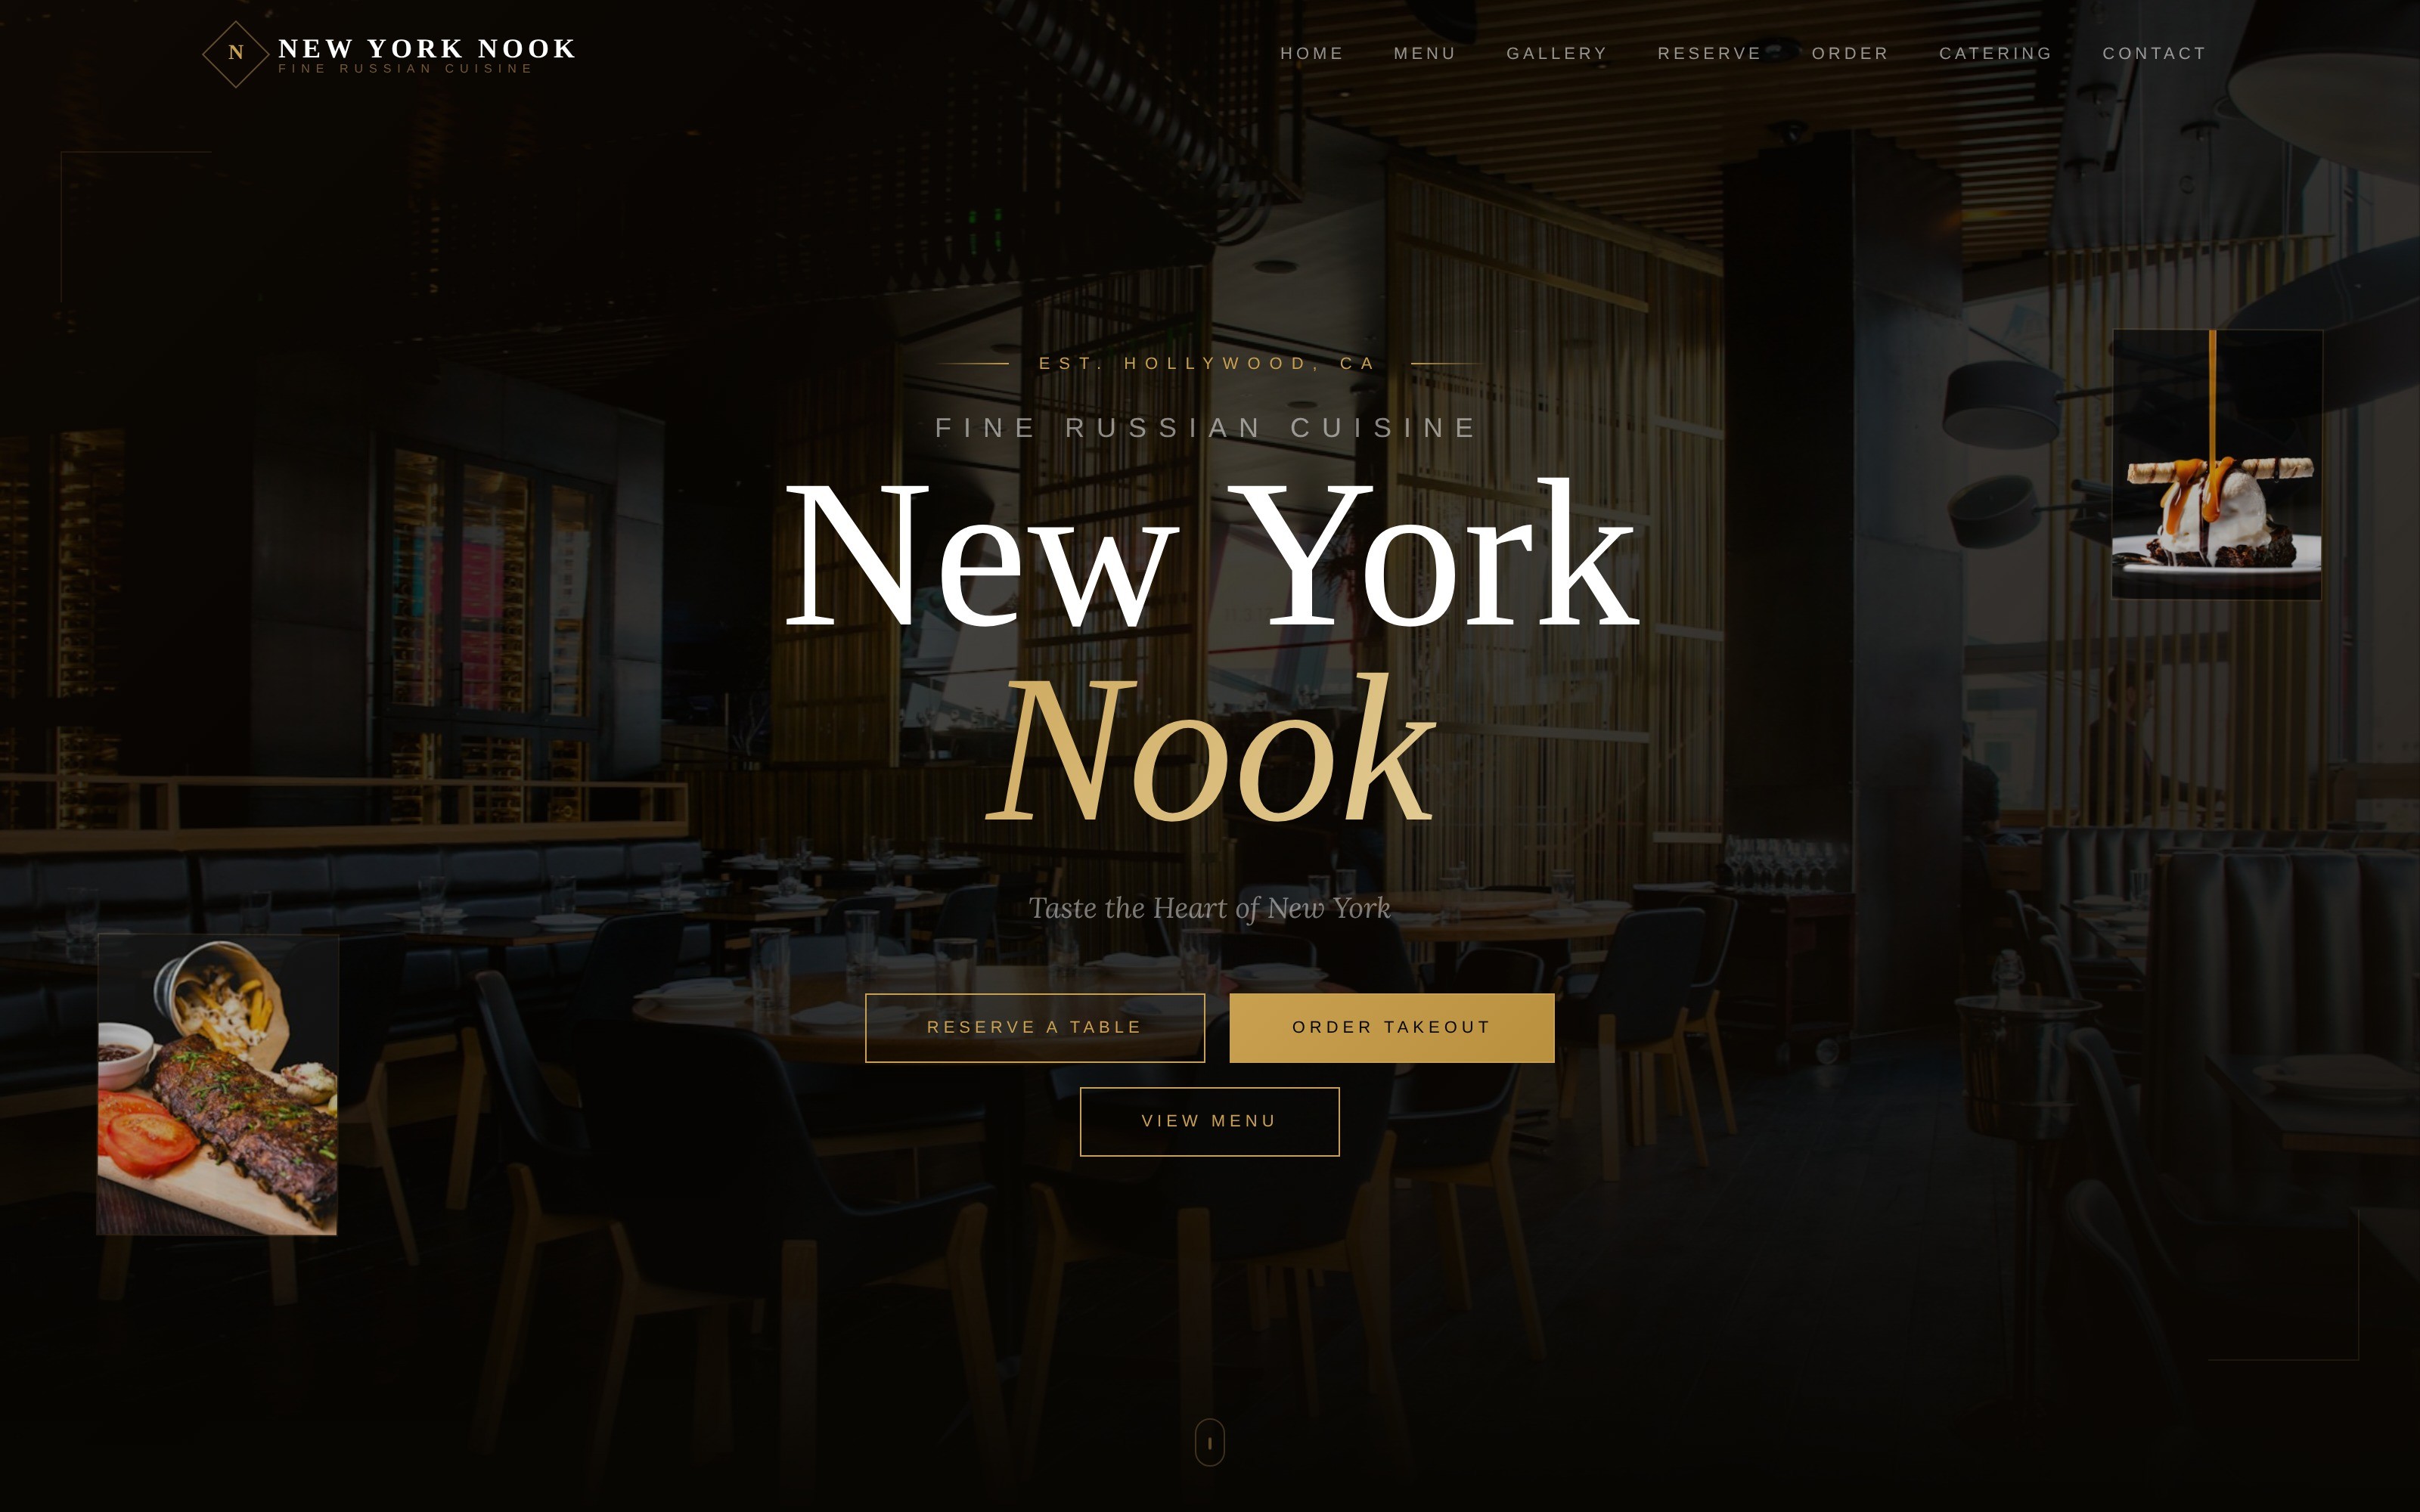 N
NEW YORK NOOK
FINE RUSSIAN CUISINE
HOME MENU GALLERY RESERVE ORDER CATERING CONTACT
EST. HOLLYWOOD, CA
FINE RUSSIAN CUISINE
New York
Nook
Taste the Heart of New York
RESERVE A TABLE ORDER TAKEOUT
VIEW MENU